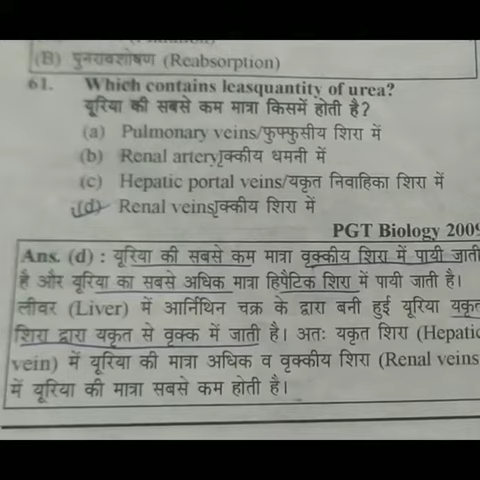 (B) पुनरावशोषण (Reabsorption)
61. Which contains leasquantity of urea?
यूरिया की सबसे कम मात्रा किसमें होती है?
(a) Pulmonary veins/फुफ्फुसीय शिरा में
(b) Renal artery/वृक्कीय धमनी में
(c) Hepatic portal veins/यकृत निवाहिका शिरा में
(d) Renal veins/वृक्कीय शिरा में
PGT Biology 2009
Ans. (d) : यूरिया की सबसे कम मात्रा वृक्कीय शिरा में पायी जाती
है और यूरिया का सबसे अधिक मात्रा हिपैटिक शिरा में पायी जाती है।
लीवर (Liver) में आर्निथिन चक्र के द्वारा बनी हुई यूरिया यकृत
शिरा द्वारा यकृत से वृक्क में जाती है। अतः यकृत शिरा (Hepatic
vein) में यूरिया की मात्रा अधिक व वृक्कीय शिरा (Renal veins
में यूरिया की मात्रा सबसे कम होती है।